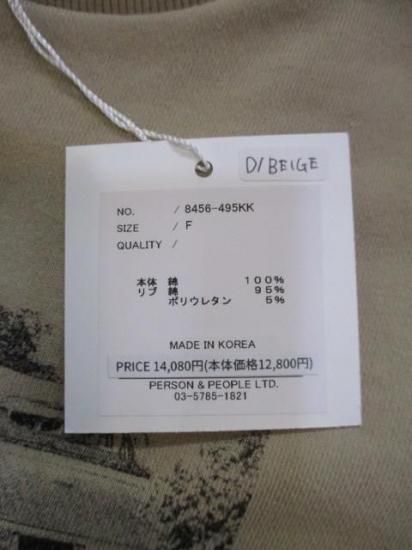 D/BEIGE
NO. / 8456-495KK
SIZE / F
QUALITY /
本体 綿 100%
リブ 綿 95%
ポリウレタン 5%
MADE IN KOREA
PRICE 14,080円(本体価格12,800円)
PERSON & PEOPLE LTD.
03-5785-1821